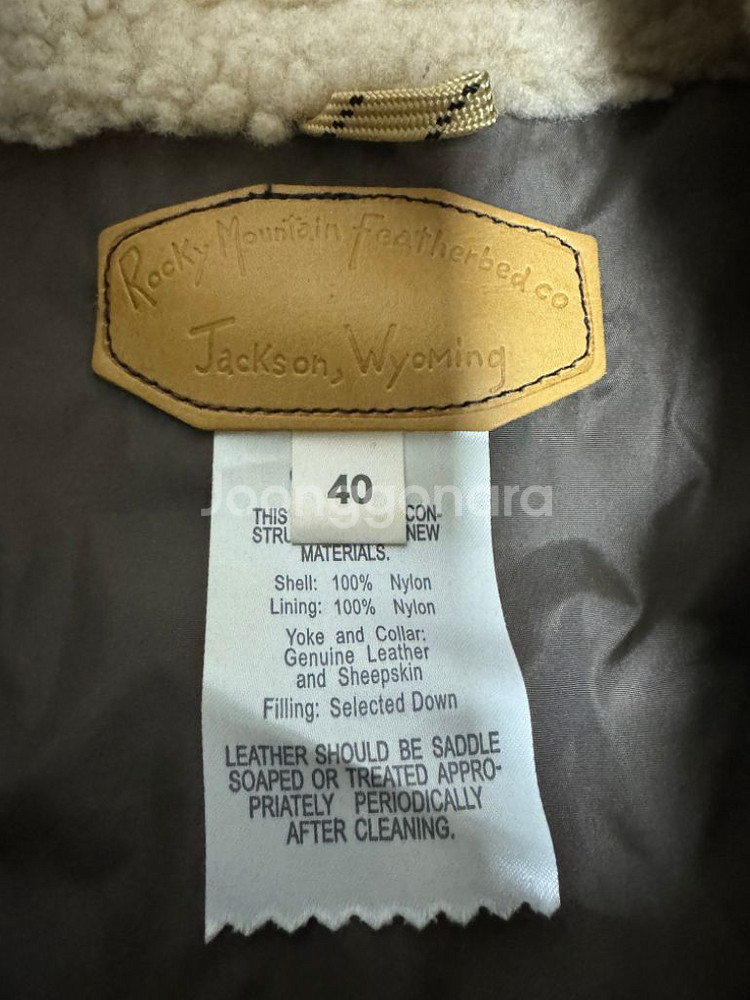 Rocky Mountain Featherbed co
Jackson, Wyoming
40
Joonggonara
THIS CON-
STRU NEW
MATERIALS.
Shell: 100% Nylon
Lining: 100% Nylon
Yoke and Collar:
Genuine Leather
and Sheepskin
Filling: Selected Down
LEATHER SHOULD BE SADDLE
SOAPED OR TREATED APPRO-
PRIATELY PERIODICALLY
AFTER CLEANING.